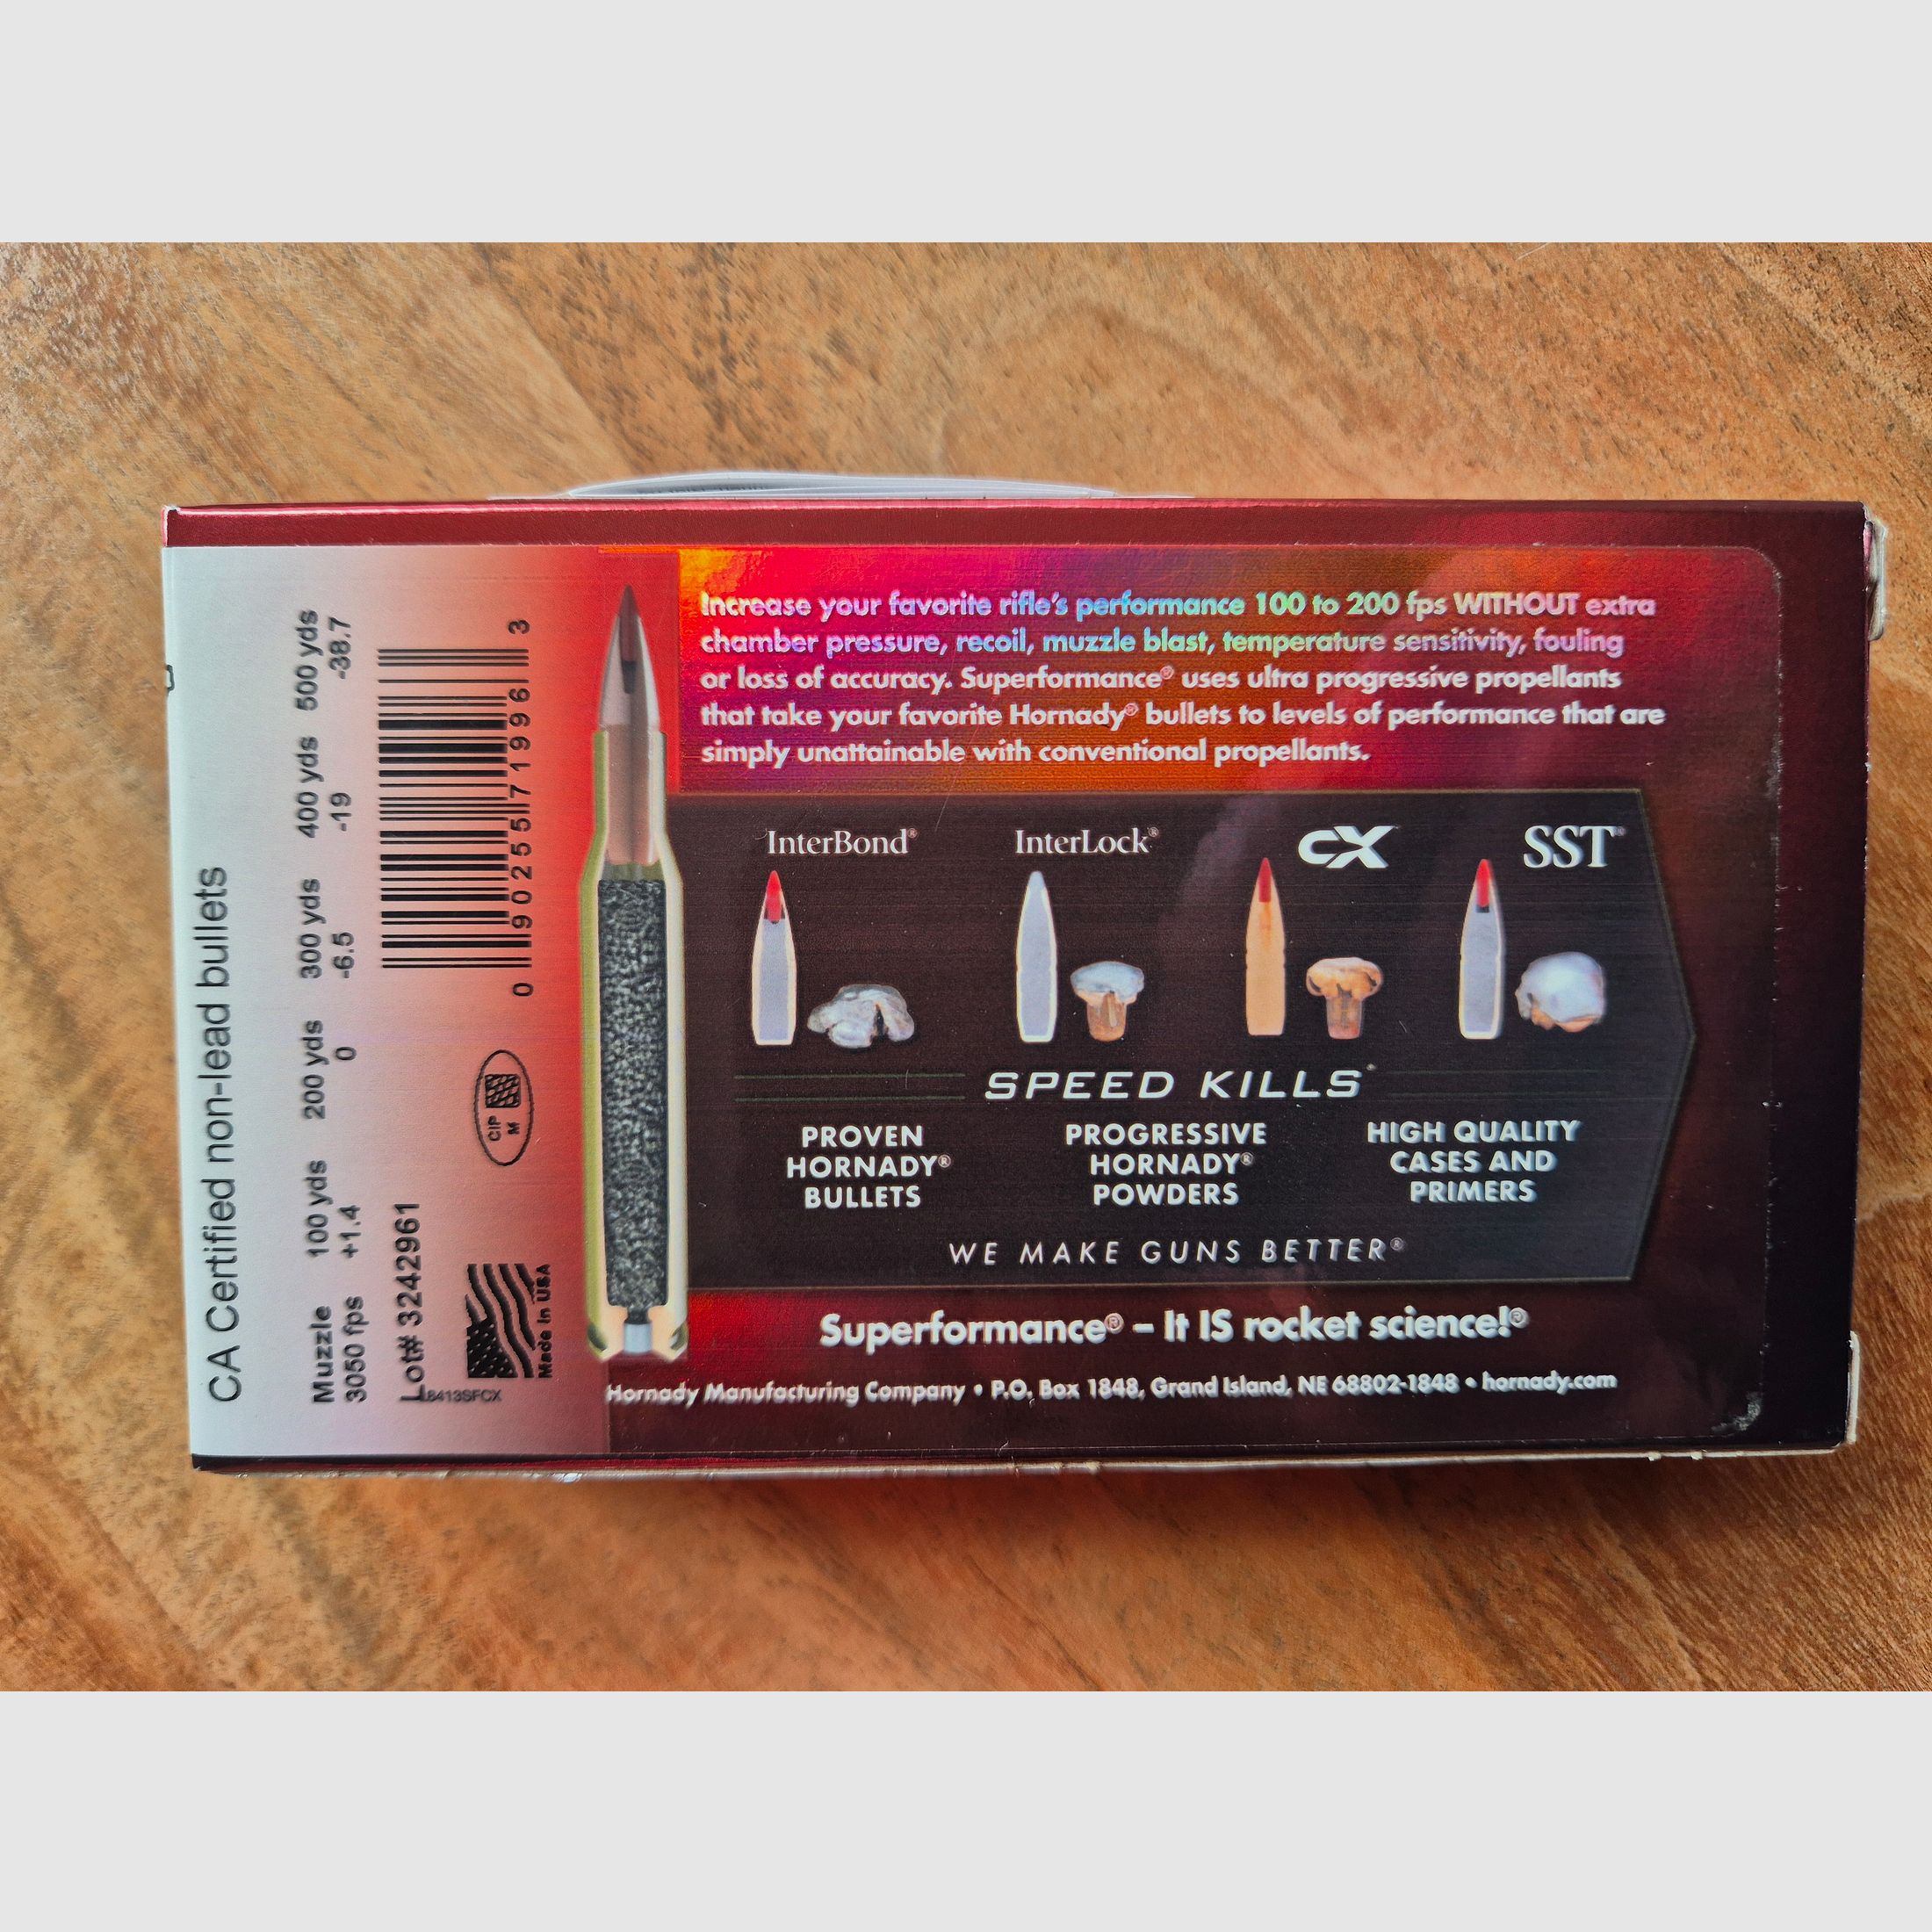 CA Certified non-lead bullets
Muzzle 100 yds 200 yds 300 yds 400 yds 500 yds
3050 fps +1.4 0 -6.5 -19 -38.7
Lot# 3242961
0 90255 71996 3
CIP
M
Made in USA
Increase your favorite rifle's performance 100 to 200 fps WITHOUT extra
chamber pressure, recoil, muzzle blast, temperature sensitivity, fouling
or loss of accuracy. Superformance® uses ultra progressive propellants
that take your favorite Hornady® bullets to levels of performance that are
simply unattainable with conventional propellants.
InterBond® InterLock® CX SST®
SPEED KILLS
PROVEN
HORNADY®
BULLETS
PROGRESSIVE
HORNADY®
POWDERS
HIGH QUALITY
CASES AND
PRIMERS
WE MAKE GUNS BETTER®
Superformance® – It IS rocket science!®
Hornady Manufacturing Company • P.O. Box 1848, Grand Island, NE 68802-1848 • hornady.com